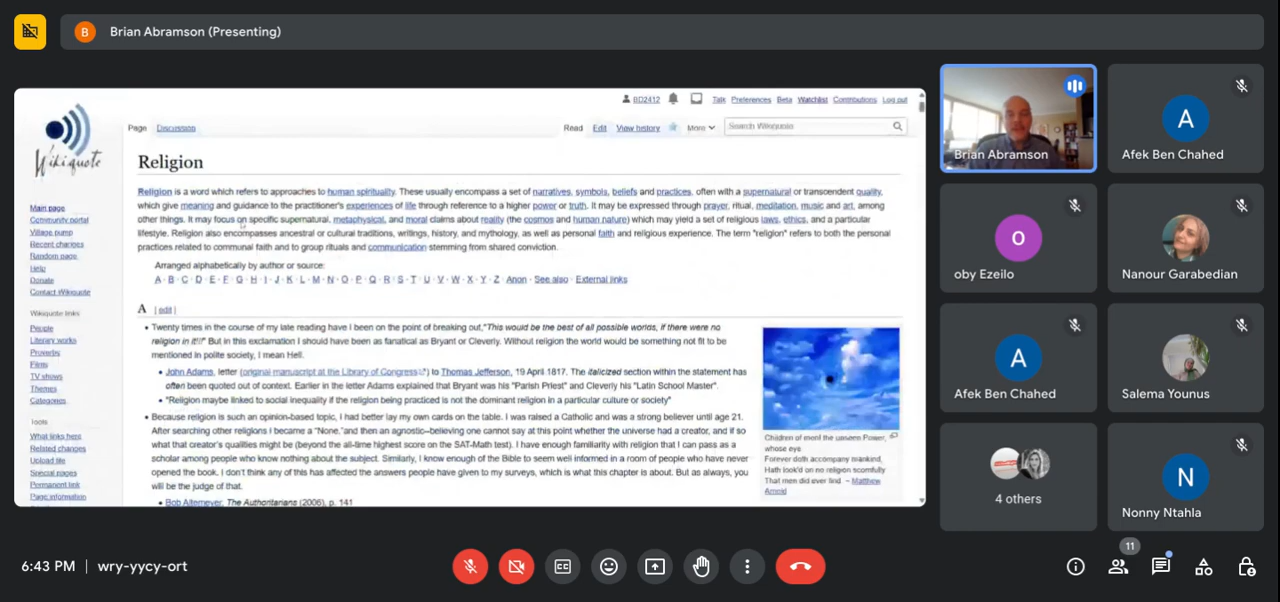 B
Brian Abramson (Presenting)
BD2412 Talk Preferences Beta Watchlist Contributions Log out
Wikiquote
Page Discussion
Read Edit View history More
Search Wikiquote
Religion
Religion is a word which refers to approaches to human spirituality. These usually encompass a set of narratives, symbols, beliefs and practices, often with a supernatural or transcendent quality,
which give meaning and guidance to the practitioner's experiences of life through reference to a higher power or truth. It may be expressed through prayer, ritual, meditation, music and art, among
other things. It may focus on specific supernatural, metaphysical, and moral claims about reality (the cosmos and human nature) which may yield a set of religious laws, ethics, and a particular
lifestyle. Religion also encompasses ancestral or cultural traditions, writings, history, and mythology, as well as personal faith and religious experience. The term "religion" refers to both the personal
practices related to communal faith and to group rituals and communication stemming from shared conviction.
Arranged alphabetically by author or source:
A · B · C · D · E · F · G · H · I · J · K · L · M · N · O · P · Q · R · S · T · U · V · W · X · Y · Z · Anon · See also · External links
A [edit]
• Twenty times in the course of my late reading have I been on the point of breaking out,"This would be the best of all possible worlds, if there were no
religion in it!!!" But in this exclamation I should have been as fanatical as Bryant or Cleverly. Without religion the world would be something not fit to be
mentioned in polite society, I mean Hell.
• John Adams, letter (original manuscript at the Library of Congress) to Thomas Jefferson, 19 April 1817. The italicized section within the statement has
often been quoted out of context. Earlier in the letter Adams explained that Bryant was his "Parish Priest" and Cleverly his "Latin School Master".
• "Religion maybe linked to social inequality if the religion being practiced is not the dominant religion in a particular culture or society"
• Because religion is such an opinion-based topic, I had better lay my own cards on the table. I was raised a Catholic and was a strong believer until age 21.
After searching other religions I became a "None,"and then an agnostic–believing one cannot say at this point whether the universe had a creator, and if so
what that creator's qualities might be (beyond the all-time highest score on the SAT-Math test). I have enough familiarity with religion that I can pass as a
scholar among people who know nothing about the subject. Similarly, I know enough of the Bible to seem well informed in a room of people who have never
opened the book. I don't think any of this has affected the answers people have given to my surveys, which is what this chapter is about. But as always, you
will be the judge of that.
• Bob Altemeyer, The Authoritarians (2006), p. 141
Children of men! the unseen Power,
whose eye
Forever doth accompany mankind,
Hath look'd on no religion scornfully
That men did ever find. ~ Matthew
Arnold
Main page
Community portal
Village pump
Recent changes
Random page
Help
Donate
Contact Wikiquote
Wikiquote links
People
Literary works
Proverbs
Films
TV shows
Themes
Categories
Tools
What links here
Related changes
Upload file
Special pages
Permanent link
Page information
Brian Abramson
A
Afek Ben Chahed
O
oby Ezeilo
Nanour Garabedian
A
Afek Ben Chahed
Salema Younus
4 others
N
Nonny Ntahla
6:43 PM | wry-yycy-ort
CC
11